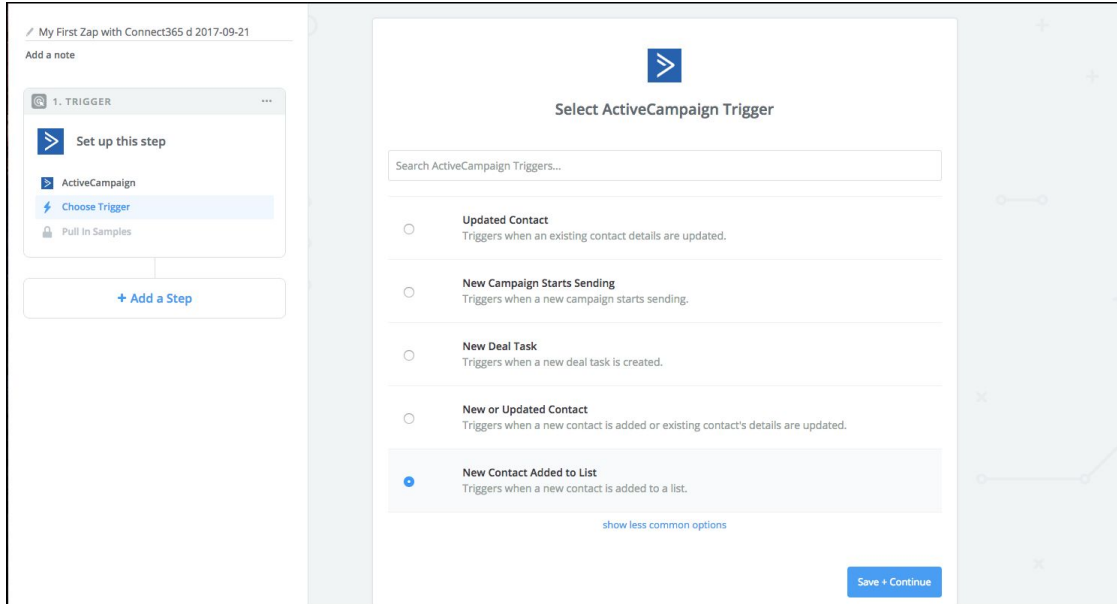 My First Zap with Connect365 d 2017-09-21
Add a note
1. TRIGGER
Set up this step
ActiveCampaign
Choose Trigger
Pull In Samples
+ Add a Step
Select ActiveCampaign Trigger
Search ActiveCampaign Triggers...
Updated Contact
Triggers when an existing contact details are updated.
New Campaign Starts Sending
Triggers when a new campaign starts sending.
New Deal Task
Triggers when a new deal task is created.
New or Updated Contact
Triggers when a new contact is added or existing contact's details are updated.
New Contact Added to List
Triggers when a new contact is added to a list.
show less common options
Save + Continue